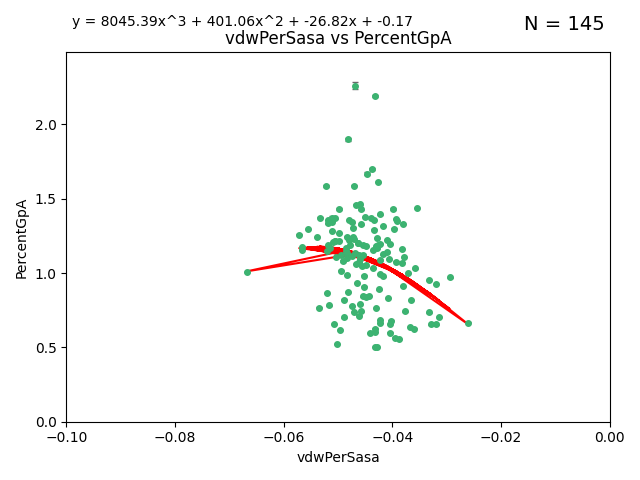 y = 8045.39x^3 + 401.06x^2 + -26.82x + -0.17
N = 145
vdwPerSasa vs PercentGpA
PercentGpA
2.0
1.5
1.0
0.5
0.0
−0.10 −0.08 −0.06 −0.04 −0.02 0.00
vdwPerSasa